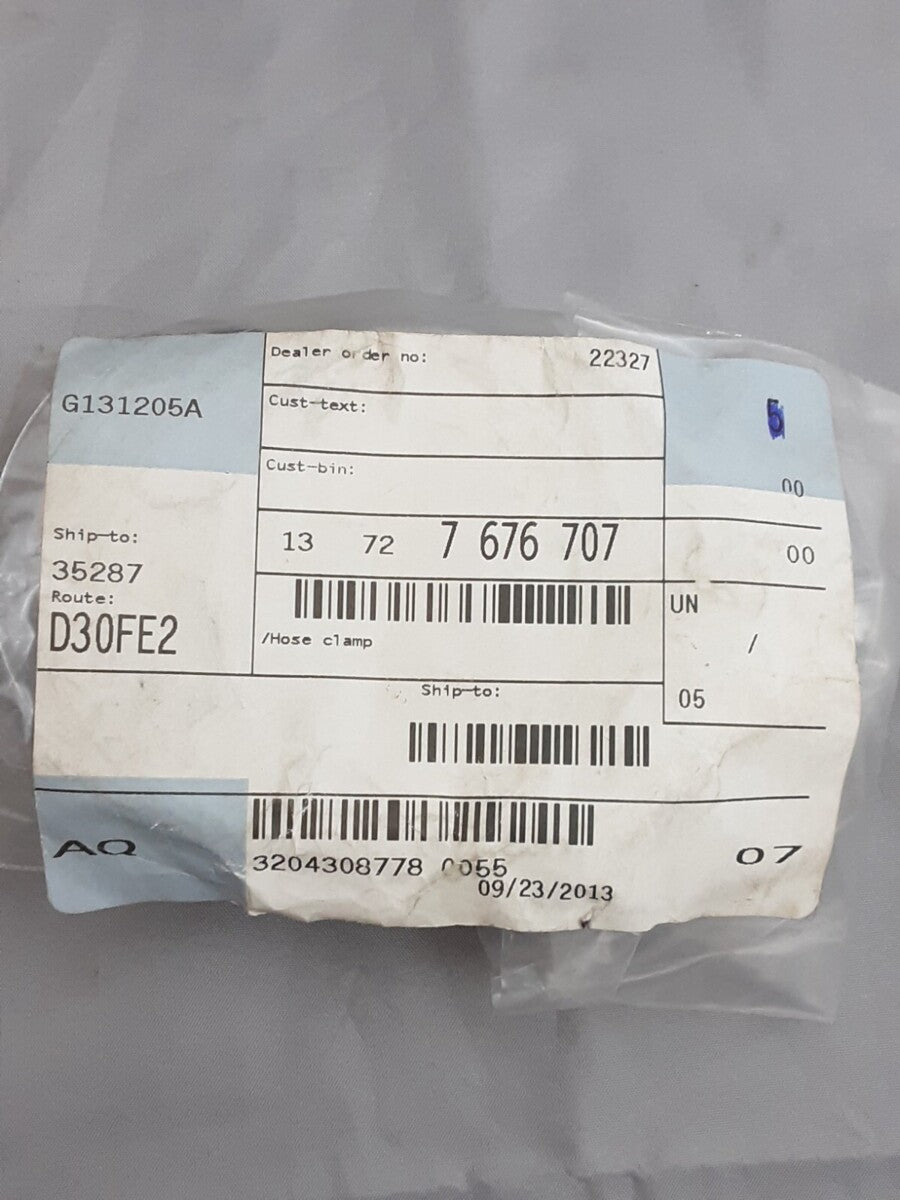 G131205A
Dealer order no: 22327
Cust-text:
Cust-bin:
00
Ship-to:
35287
Route:
D30FE2
13 72 7 676 707
00
/Hose clamp
UN
/
05
Ship-to:
AQ
3204308778 0055
09/23/2013
07